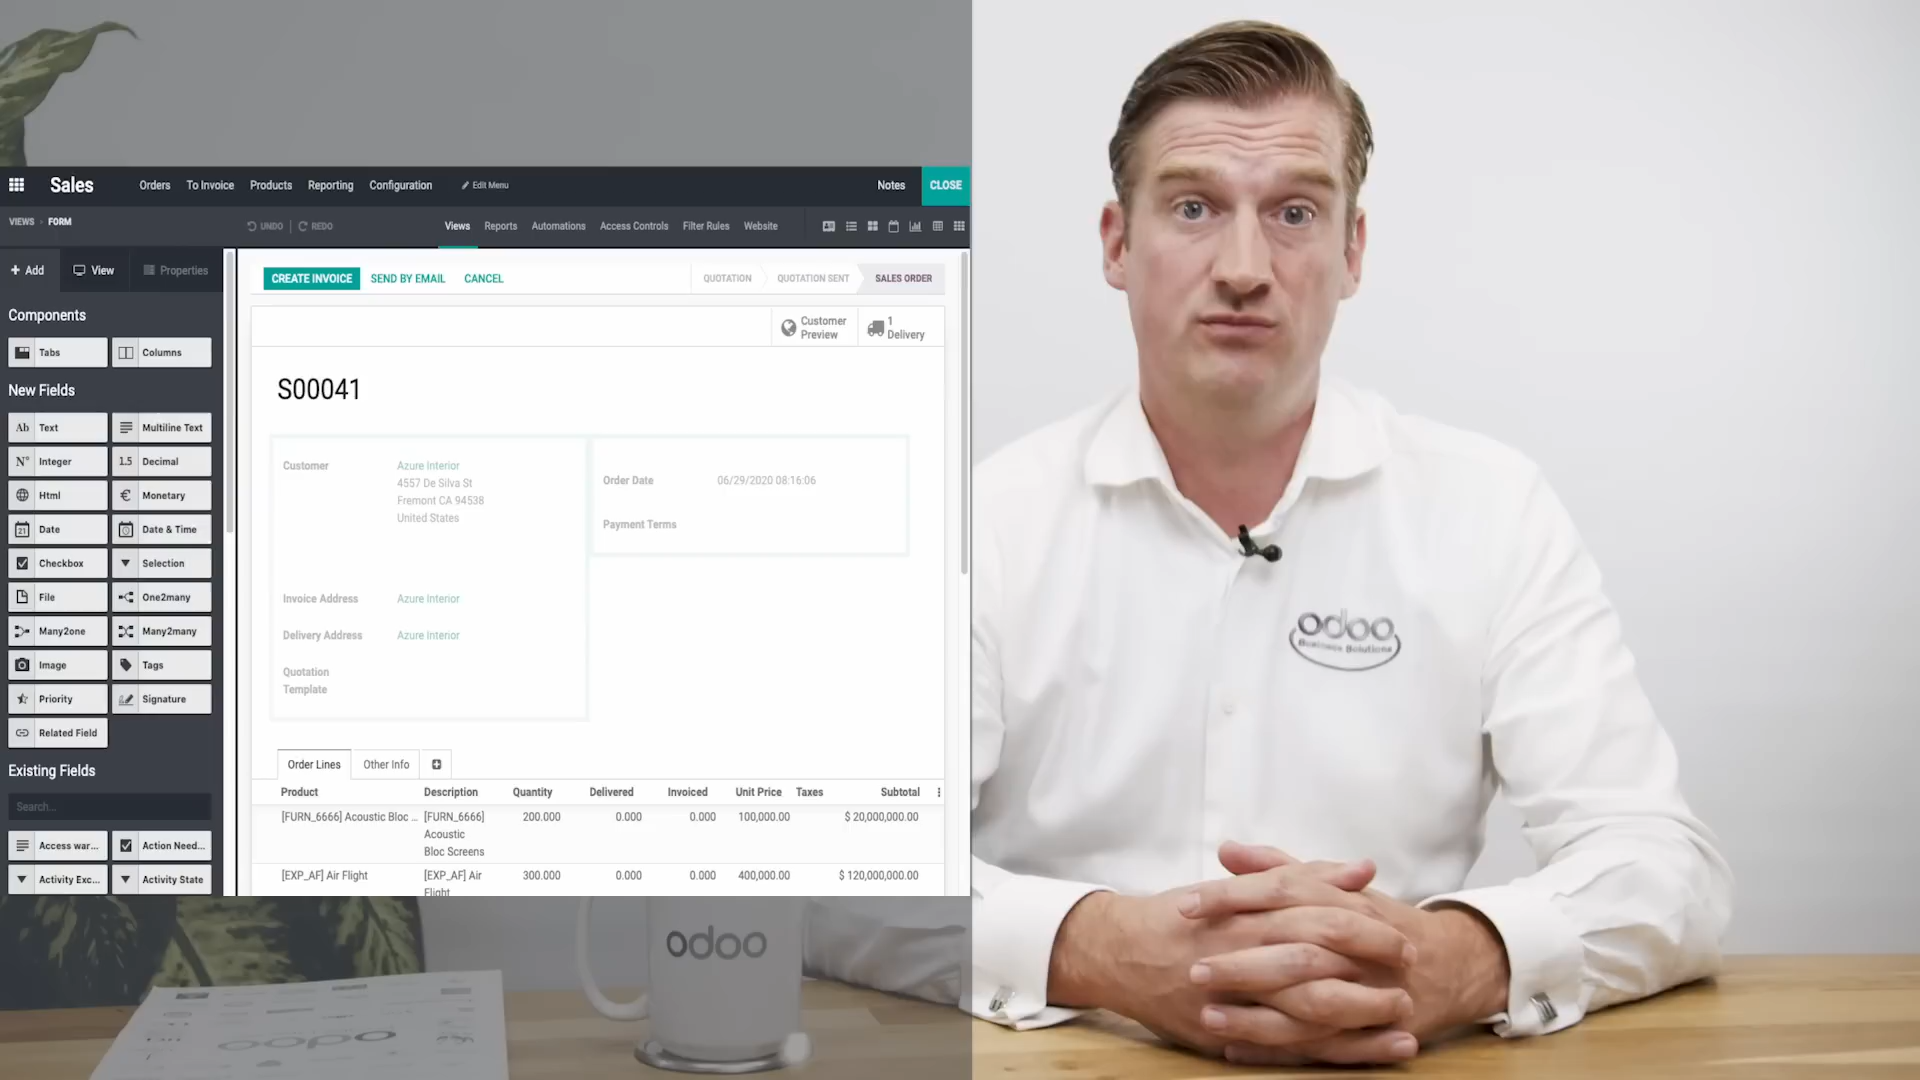 Sales
Orders
To Invoice
Products
Reporting
Configuration
Edit Menu
Notes
CLOSE
VIEWS
FORM
UNDO
REDO
Views
Reports
Automations
Access Controls
Filter Rules
Website
+ Add
View
Properties
CREATE INVOICE
SEND BY EMAIL
CANCEL
QUOTATION
QUOTATION SENT
SALES ORDER
Components
Tabs
Columns
New Fields
Ab Text
Multiline Text
N° Integer
1.5 Decimal
Html
€ Monetary
21 Date
Date & Time
Checkbox
Selection
File
One2many
Many2one
Many2many
Image
Tags
Priority
Signature
Related Field
Existing Fields
Search...
Access war...
Action Need...
Activity Exc...
Activity State
Customer
Preview
1
Delivery
S00041
Customer
Azure Interior
4557 De Silva St
Fremont CA 94538
United States
Order Date
06/29/2020 08:16:06
Payment Terms
Invoice Address
Azure Interior
Delivery Address
Azure Interior
Quotation
Template
Order Lines
Other Info
Product Description Quantity Delivered Invoiced Unit Price Taxes Subtotal
[FURN_6666] Acoustic Bloc ... [FURN_6666] 200.000 0.000 0.000 100,000.00 $ 20,000,000.00
Acoustic
Bloc Screens
[EXP_AF] Air Flight [EXP_AF] Air 300.000 0.000 0.000 400,000.00 $ 120,000,000.00
Flight
odoo
odoo
odoo
Business Solutions